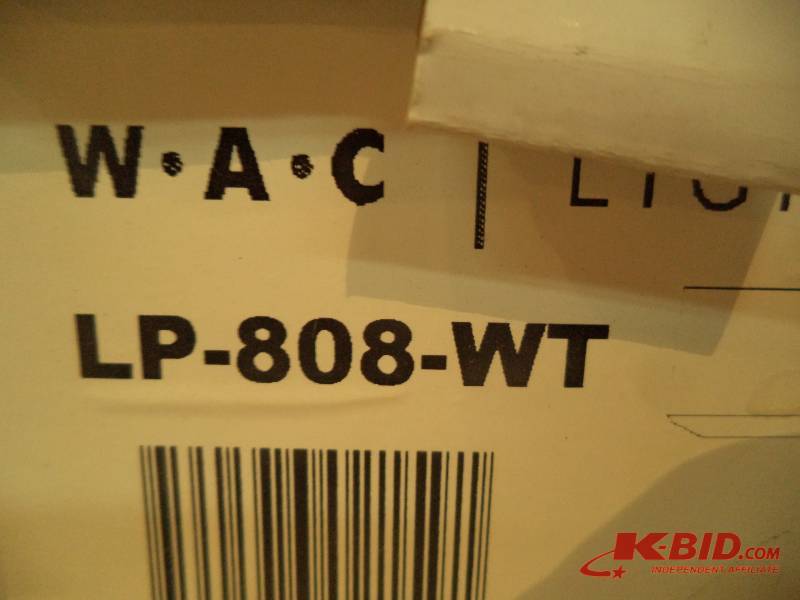 W·A·C |
LP-808-WT
K-BID.COM
INDEPENDENT AFFILIATE